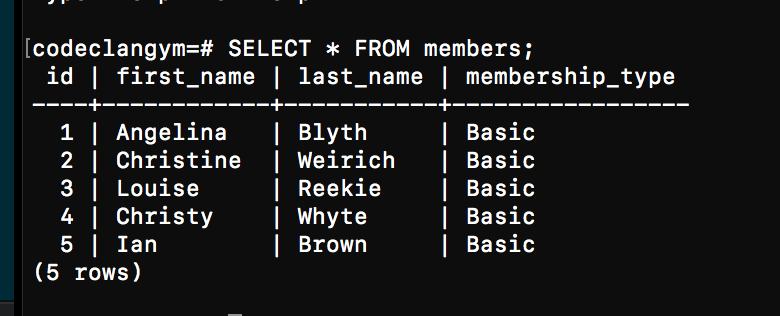 [codeclangym=# SELECT * FROM members;
 id | first_name | last_name | membership_type
----+------------+-----------+-----------------
  1 | Angelina   | Blyth     | Basic
  2 | Christine  | Weirich   | Basic
  3 | Louise     | Reekie    | Basic
  4 | Christy    | Whyte     | Basic
  5 | Ian        | Brown     | Basic
(5 rows)